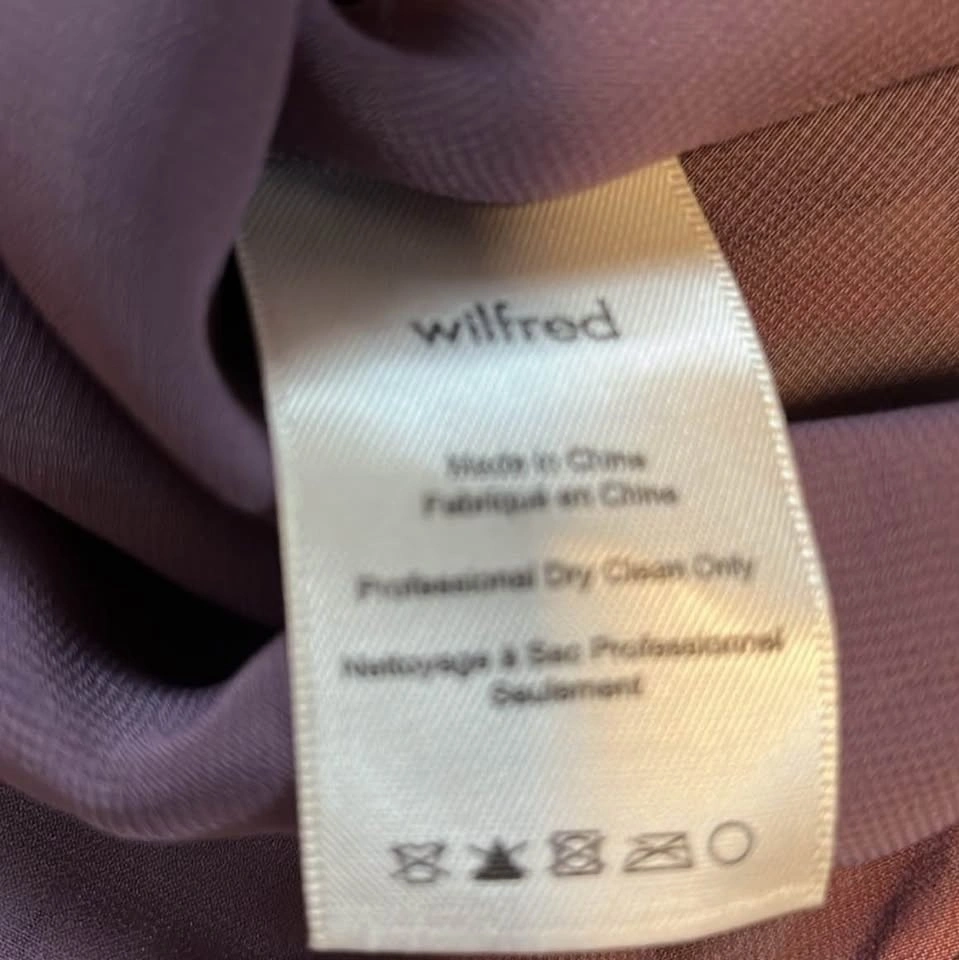 wilfred
Made in China
Fabriqué en Chine
Professional Dry Clean Only
Nettoyage à Sec Professionnel
Seulement